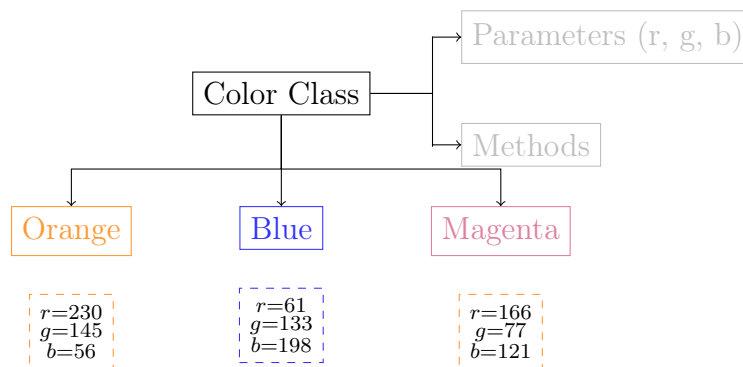 Parameters (r, g, b)
Color Class
Methods
Orange
Blue
Magenta
r=230
g=145
b=56
r=61
g=133
b=198
r=166
g=77
b=121